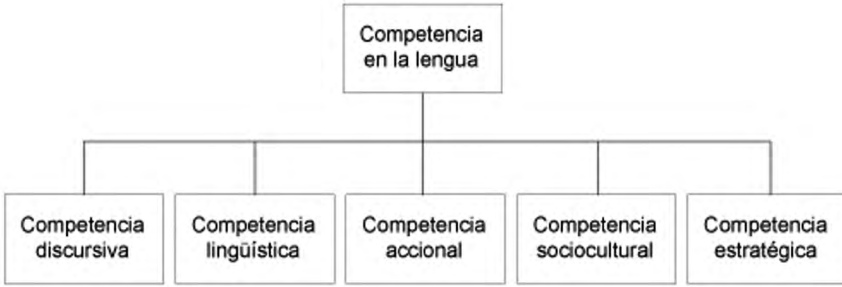 Competencia
en la lengua
Competencia
discursiva
Competencia
lingüística
Competencia
accional
Competencia
sociocultural
Competencia
estratégica